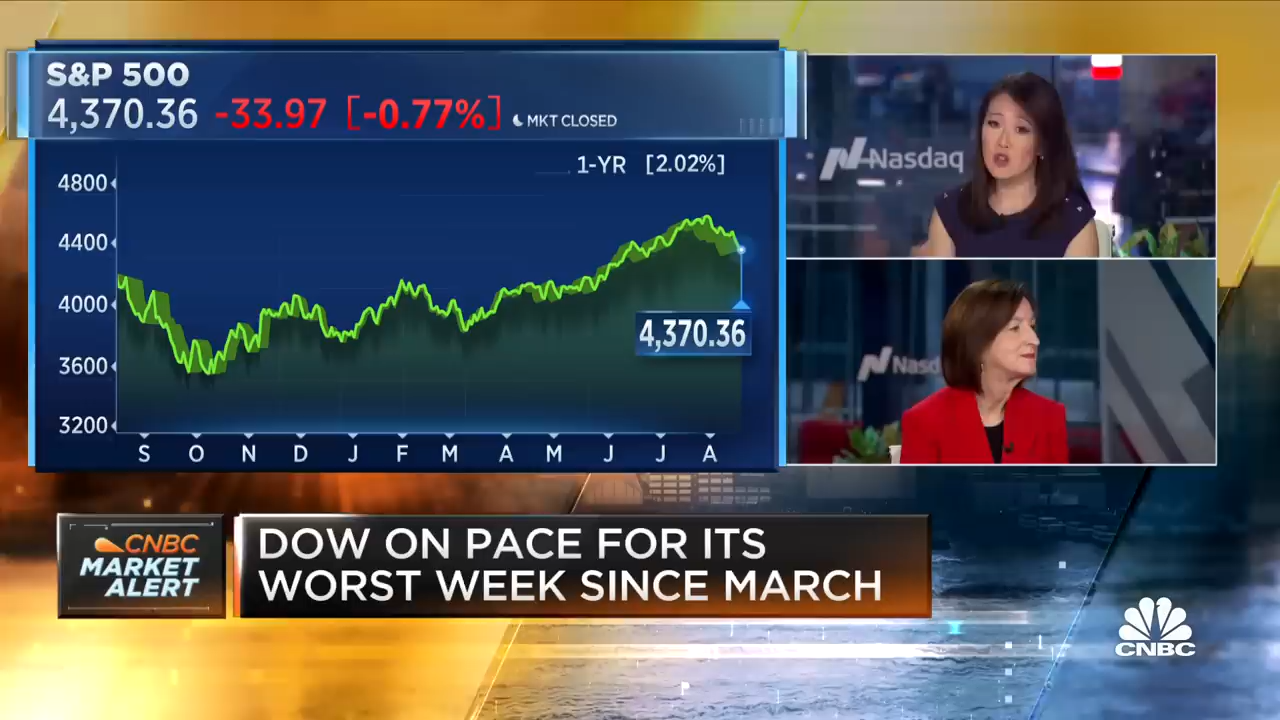 S&P 500
4,370.36 -33.97 [-0.77%] MKT CLOSED
1-YR [2.02%]
4800
4400
4000
3600
3200
4,370.36
S O N D J F M A M J J A
Nasdaq
Nasd
CNBC
MARKET
ALERT
DOW ON PACE FOR ITS
WORST WEEK SINCE MARCH
CNBC